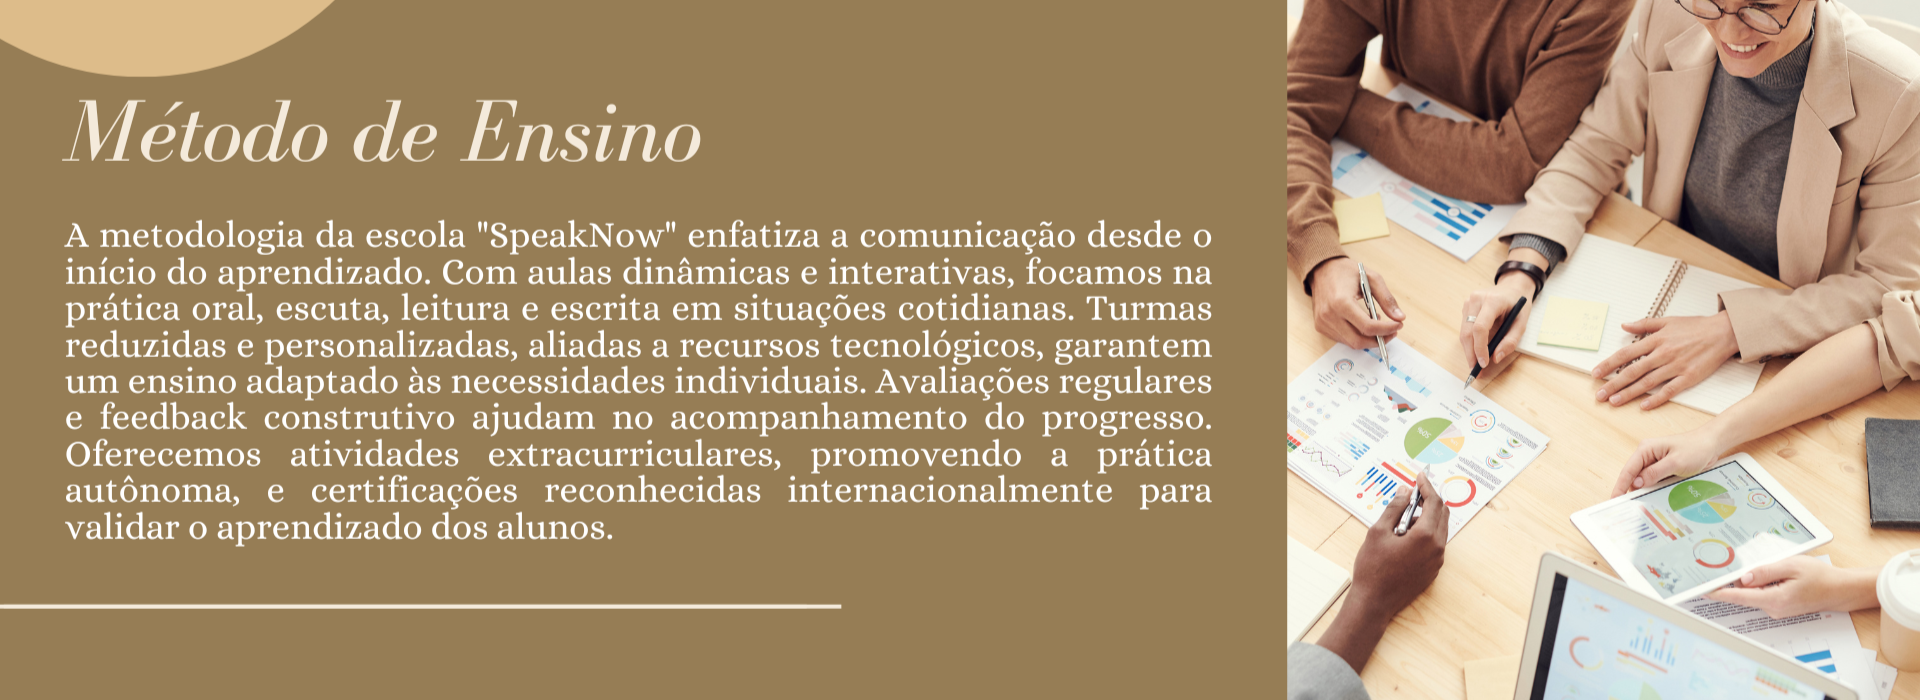 Método de Ensino
A metodologia da escola "SpeakNow" enfatiza a comunicação desde o
início do aprendizado. Com aulas dinâmicas e interativas, focamos na
prática oral, escuta, leitura e escrita em situações cotidianas. Turmas
reduzidas e personalizadas, aliadas a recursos tecnológicos, garantem
um ensino adaptado às necessidades individuais. Avaliações regulares
e feedback construtivo ajudam no acompanhamento do progresso.
Oferecemos atividades extracurriculares, promovendo a prática
autônoma, e certificações reconhecidas internacionalmente para
validar o aprendizado dos alunos.